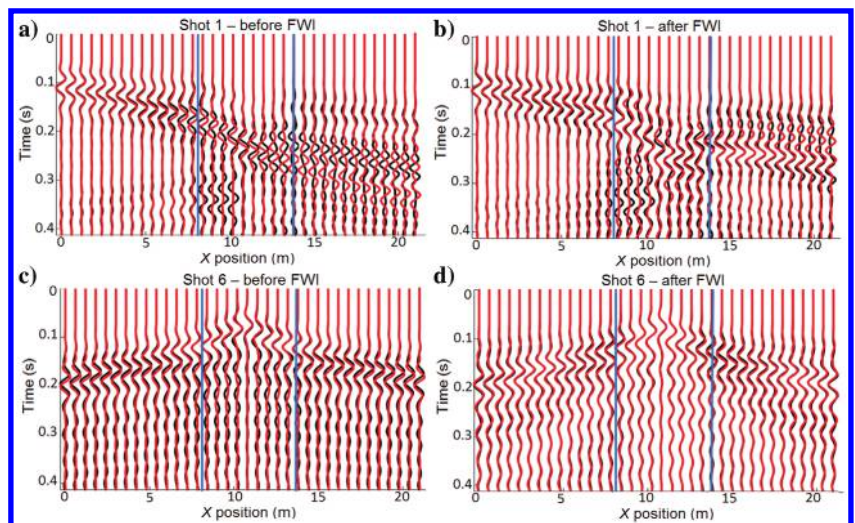 a) Shot 1 – before FWI
0
0.1
0.2
0.3
0.4
Time (s)
0 5 10 15 20
X position (m)
b) Shot 1 – after FWI
0
0.1
0.2
0.3
0.4
Time (s)
0 5 10 15 20
X position (m)
c) Shot 6 – before FWI
0
0.1
0.2
0.3
0.4
Time (s)
0 5 10 15 20
X position (m)
d) Shot 6 – after FWI
0
0.1
0.2
0.3
0.4
Time (s)
0 5 10 15 20
X position (m)